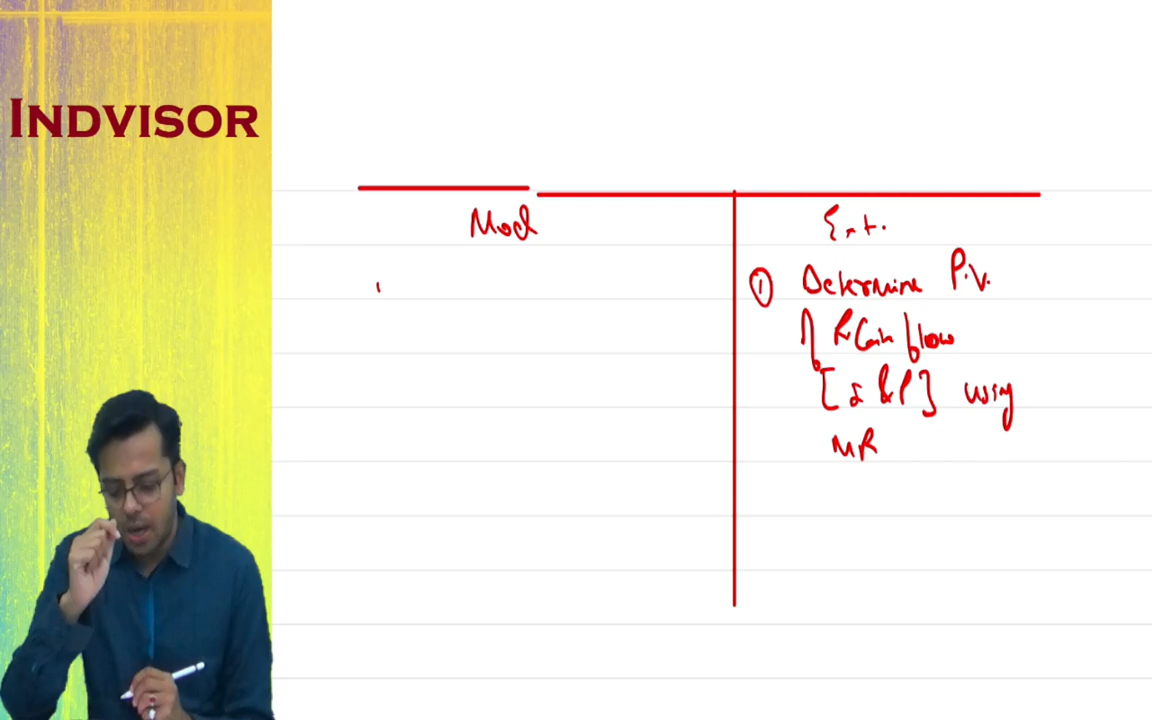 INDVISOR
Mod
Ext.
① Determine P.V.
of R. Cash flow
[I & P] using
MR